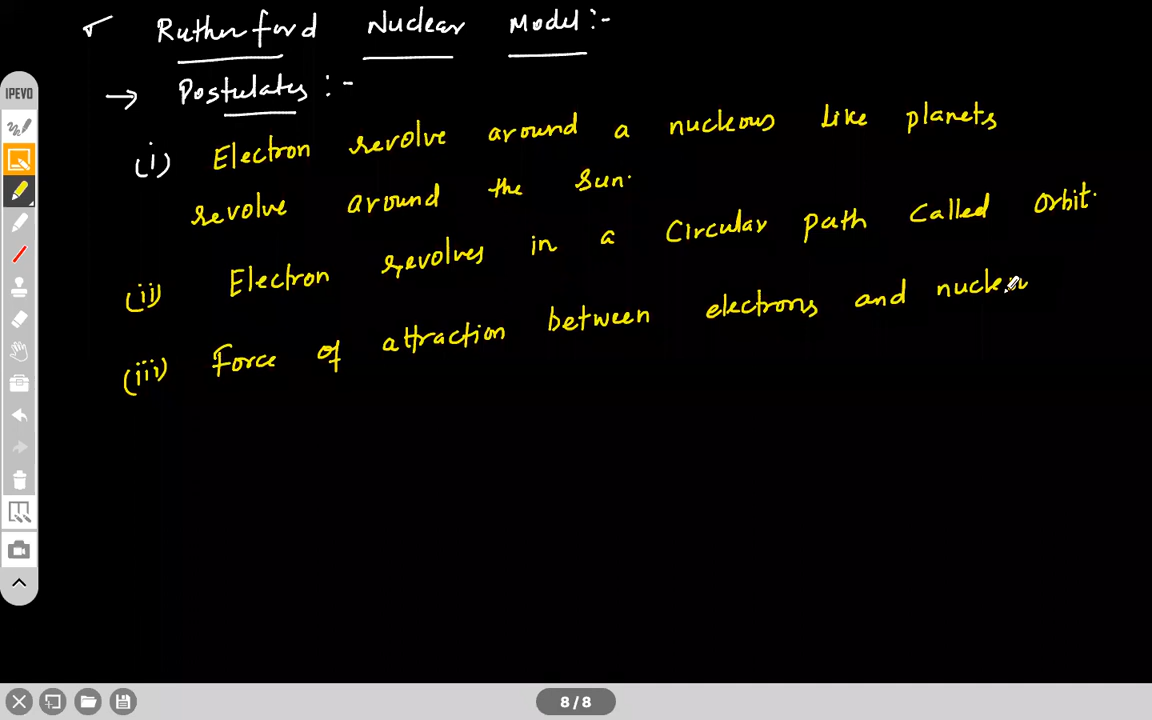 Rutherford Nuclear Model :-
→ Postulates :-
IPEVO
(i) Electron revolve around a nucleous like planets
revolve around the sun.
(ii) Electron revolves in a circular path called orbit.
(iii) Force of attraction between electrons and
8/8